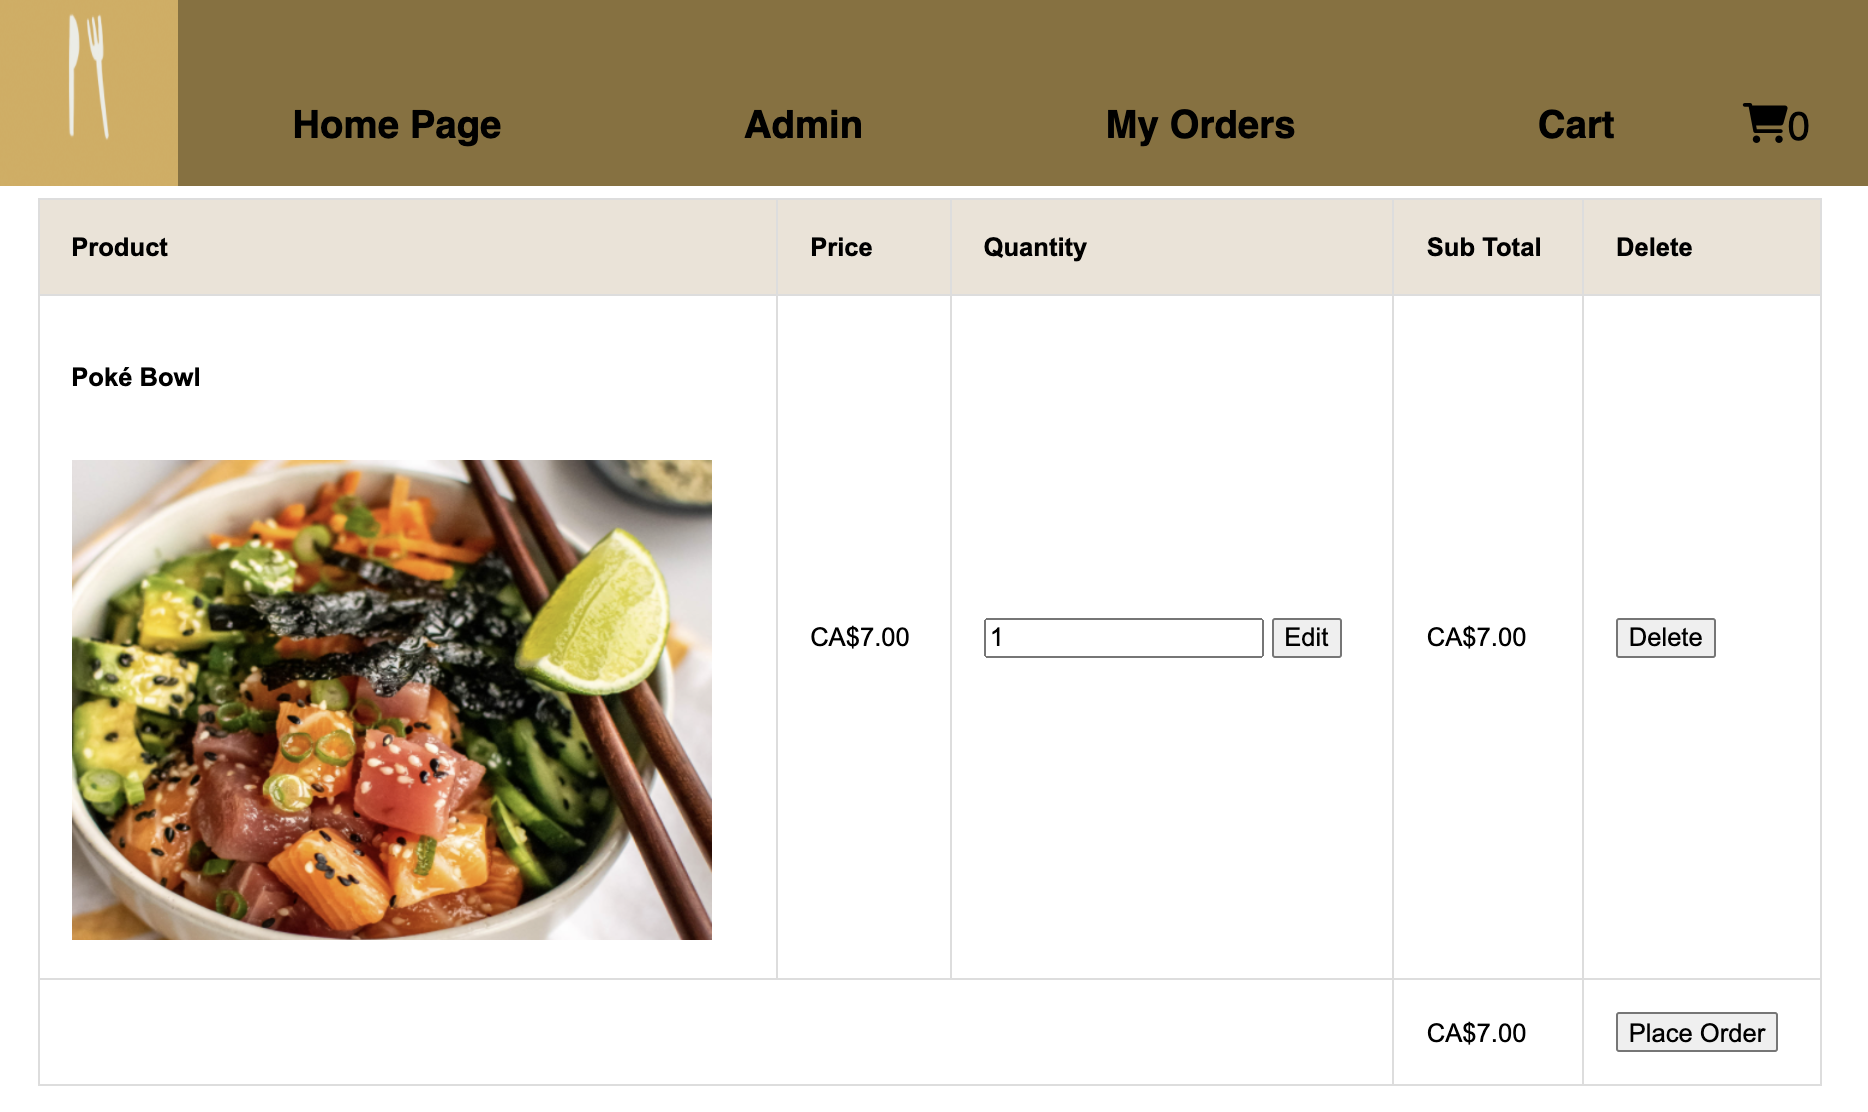 Home Page Admin My Orders Cart 0
Product Price Quantity Sub Total Delete
Poké Bowl
CA$7.00 1 Edit CA$7.00 Delete
CA$7.00 Place Order